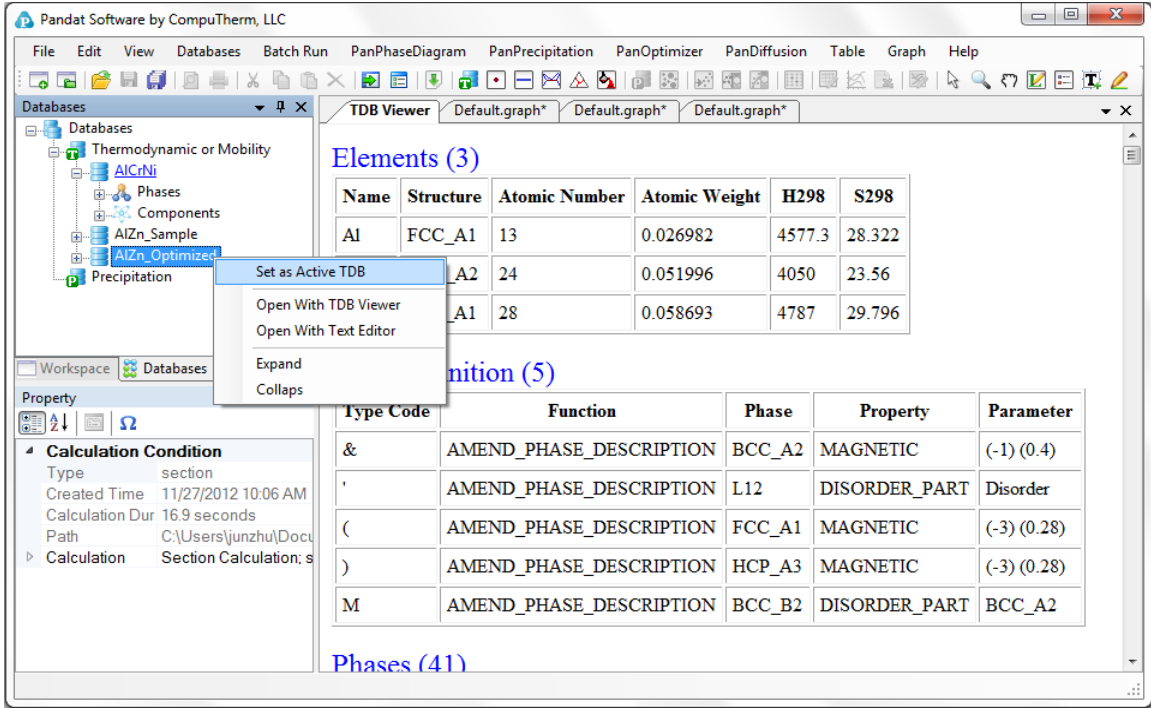 Pandat Software by CompuTherm, LLC
File Edit View Databases Batch Run PanPhaseDiagram PanPrecipitation PanOptimizer PanDiffusion Table Graph Help
Databases
Databases
Thermodynamic or Mobility
AlCrNi
Phases
Components
AlZn_Sample
AlZn_Optimized
Precipitation
Set as Active TDB
Open With TDB Viewer
Open With Text Editor
Expand
Collaps
Workspace Databases
Property
Calculation Condition
Type section
Created Time 11/27/2012 10:06 AM
Calculation Dur 16.9 seconds
Path C:\Users\junzhu\Docu
Calculation Section Calculation; s
TDB Viewer Default.graph* Default.graph* Default.graph*
Elements (3)
Name Structure Atomic Number Atomic Weight H298 S298
Al FCC_A1 13 0.026982 4577.3 28.322
_A2 24 0.051996 4050 23.56
_A1 28 0.058693 4787 29.796
nition (5)
Type Code Function Phase Property Parameter
& AMEND_PHASE_DESCRIPTION BCC_A2 MAGNETIC (-1) (0.4)
' AMEND_PHASE_DESCRIPTION L12 DISORDER_PART Disorder
( AMEND_PHASE_DESCRIPTION FCC_A1 MAGNETIC (-3) (0.28)
) AMEND_PHASE_DESCRIPTION HCP_A3 MAGNETIC (-3) (0.28)
M AMEND_PHASE_DESCRIPTION BCC_B2 DISORDER_PART BCC_A2
Phases (41)